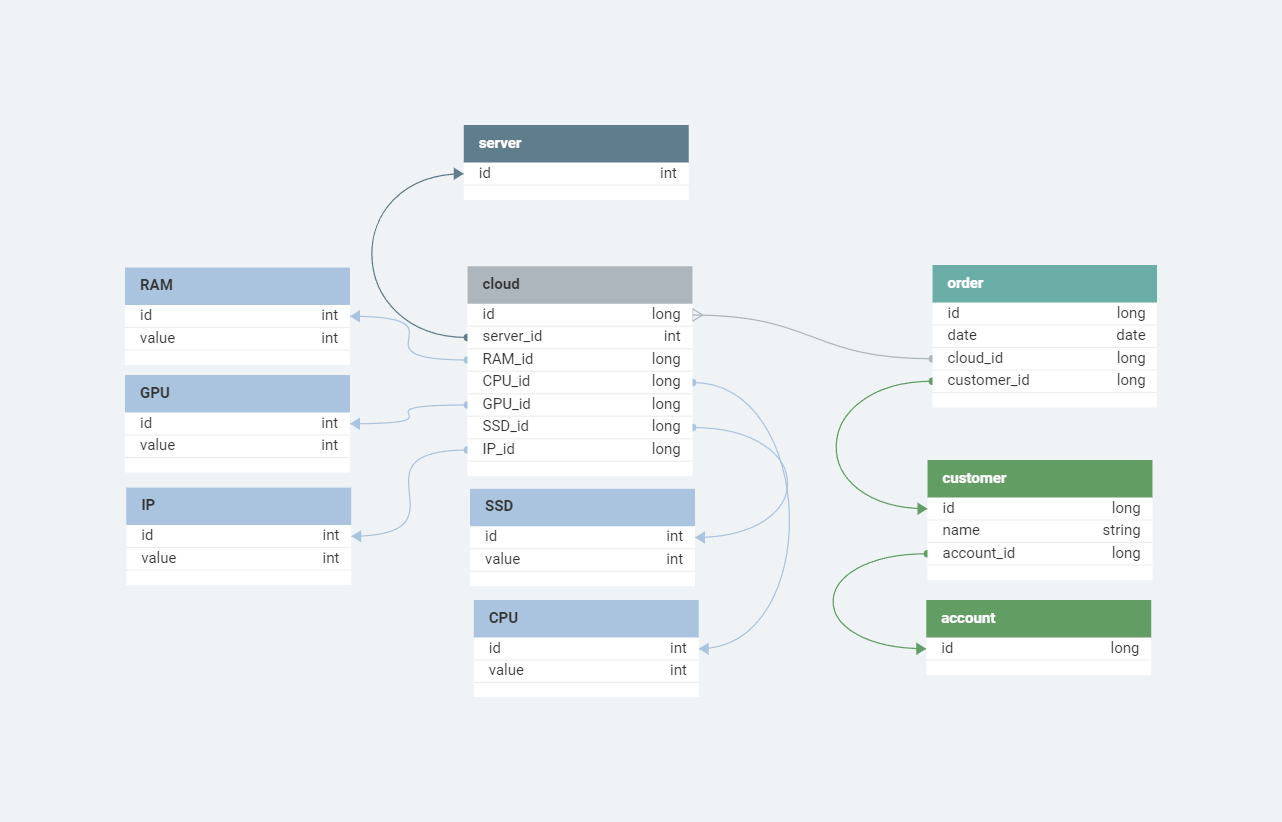 server
id int
RAM
id int
value int
GPU
id int
value int
IP
id int
value int
cloud
id long
server_id int
RAM_id long
CPU_id long
GPU_id long
SSD_id long
IP_id long
SSD
id int
value int
CPU
id int
value int
order
id long
date date
cloud_id long
customer_id long
customer
id long
name string
account_id long
account
id long